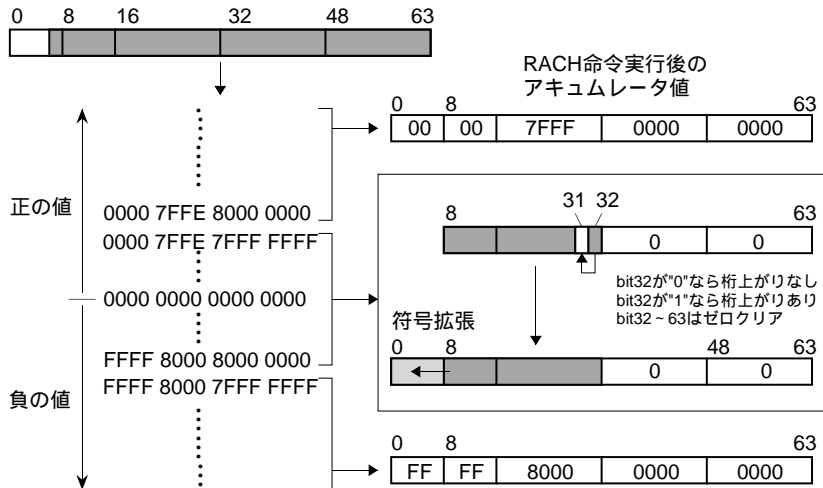 0 8 16 32 48 63
RACH命令実行後の
アキュムレータ値
0 8 63
00 00 7FFF 0000 0000
正の値
0000 7FFE 8000 0000
0000 7FFE 7FFF FFFF
0000 0000 0000 0000
FFFF 8000 8000 0000
FFFF 8000 7FFF FFFF
負の値
8 31 32 63
0 0
bit32が"0"なら桁上がりなし
bit32が"1"なら桁上がりあり
bit32~63はゼロクリア
符号拡張
0 8 48 63
0 0
0 8 63
FF FF 8000 0000 0000